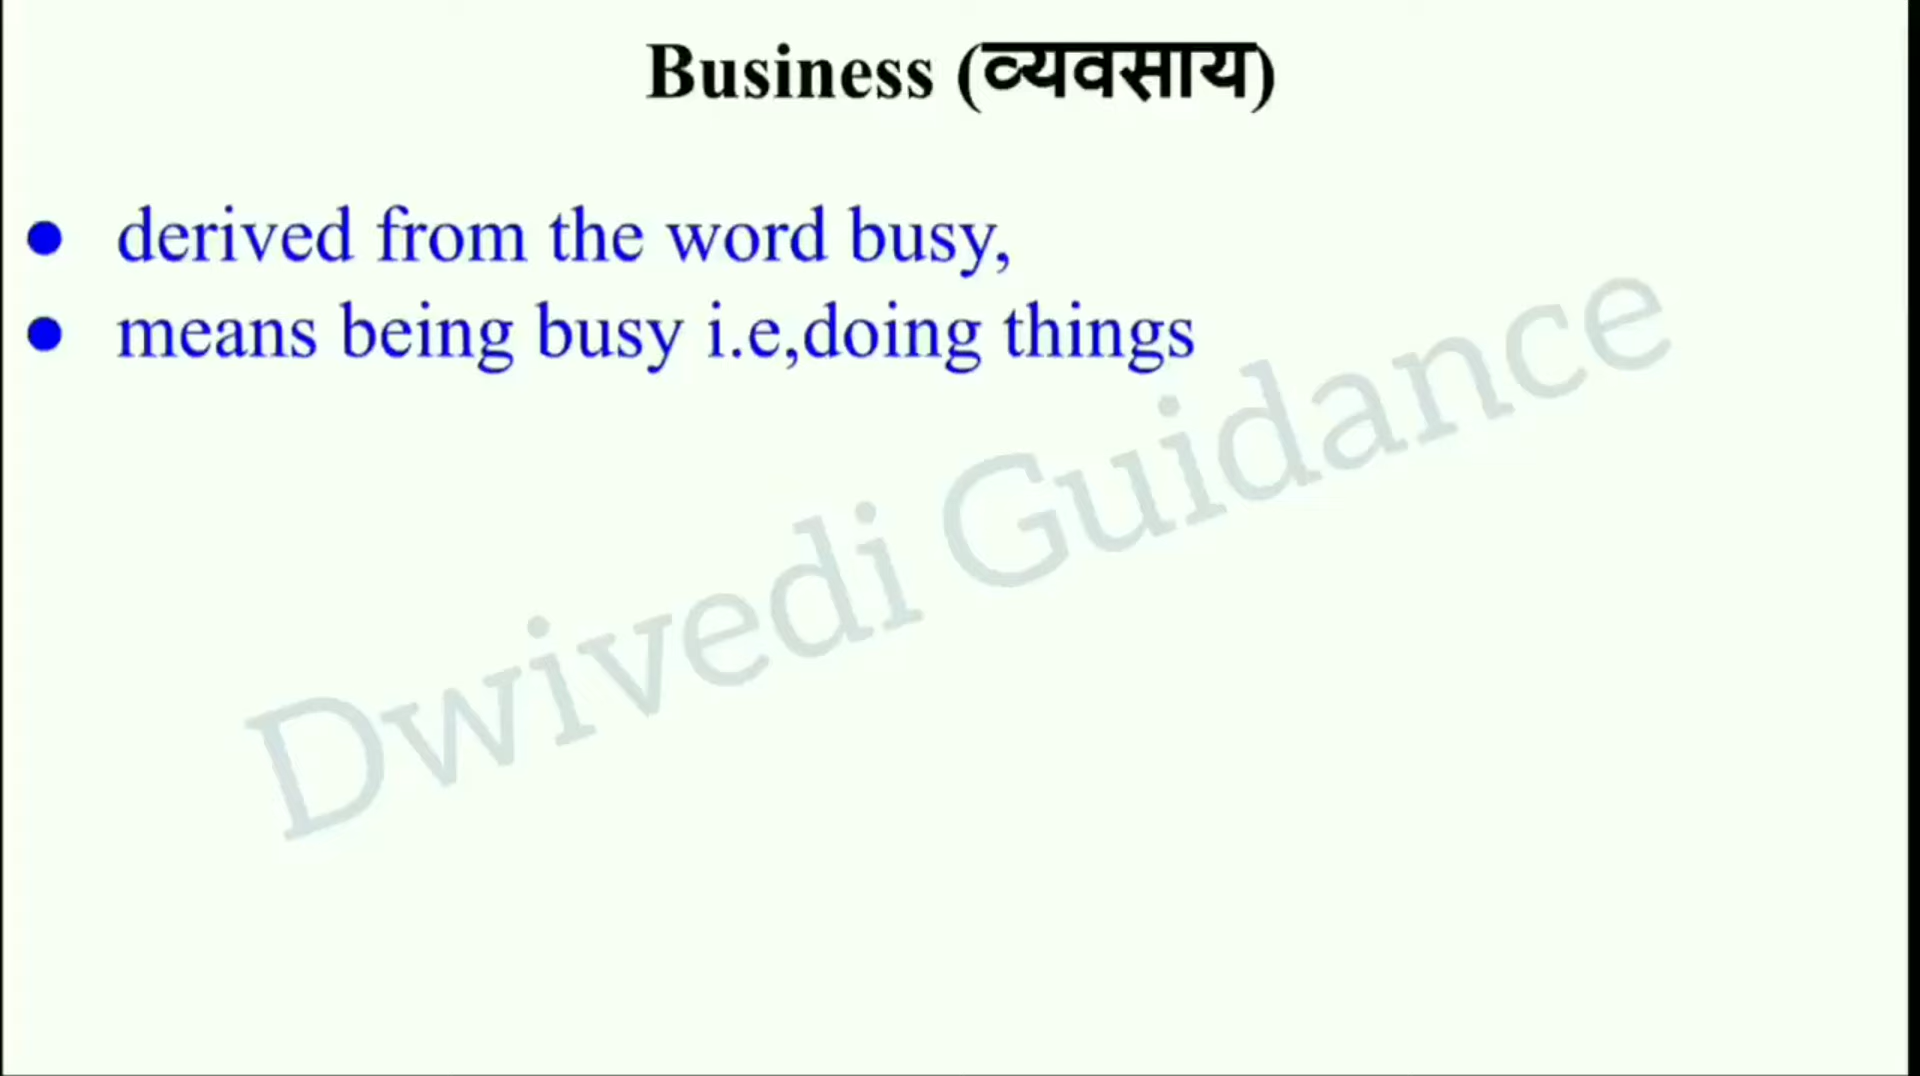 Business (व्यवसाय)
● derived from the word busy,
● means being busy i.e,doing things
Dwivedi Guidance